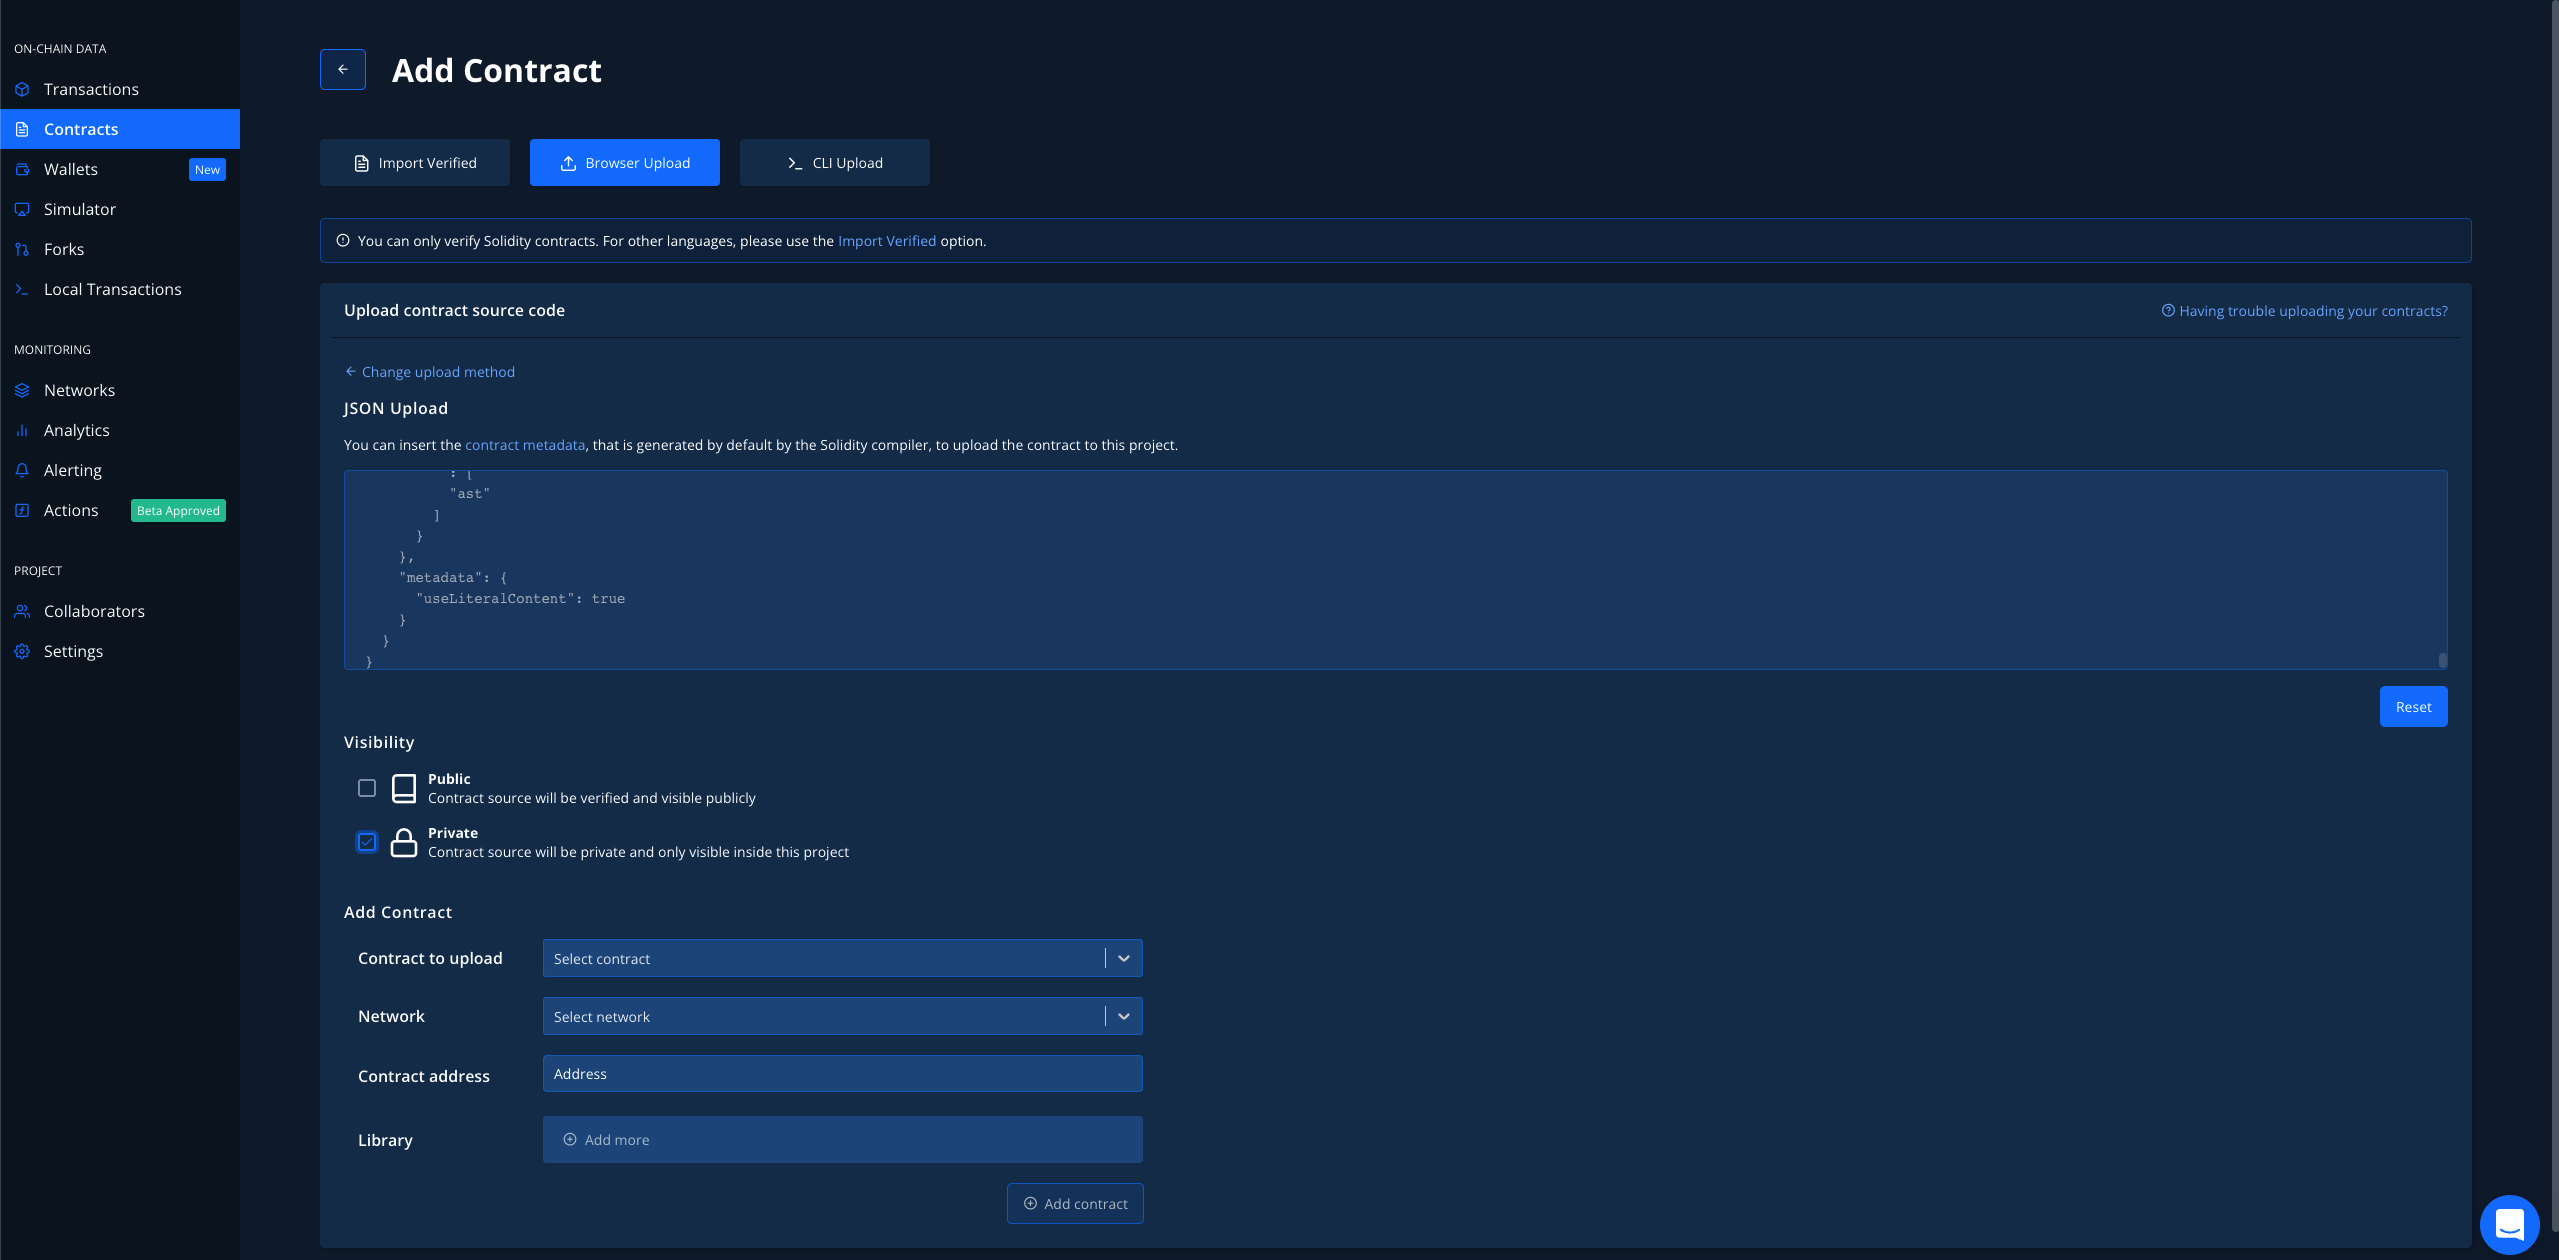 ON-CHAIN DATA
Transactions
Contracts
Wallets New
Simulator
Forks
Local Transactions
MONITORING
Networks
Analytics
Alerting
Actions Beta Approved
PROJECT
Collaborators
Settings
Add Contract
Import Verified
Browser Upload
CLI Upload
You can only verify Solidity contracts. For other languages, please use the Import Verified option.
Upload contract source code
Having trouble uploading your contracts?
Change upload method
JSON Upload
You can insert the contract metadata, that is generated by default by the Solidity compiler, to upload the contract to this project.
: [
"ast"
]
}
},
"metadata": {
"useLiteralContent": true
}
}
}
Reset
Visibility
Public
Contract source will be verified and visible publicly
Private
Contract source will be private and only visible inside this project
Add Contract
Contract to upload Select contract
Network Select network
Contract address Address
Library Add more
Add contract